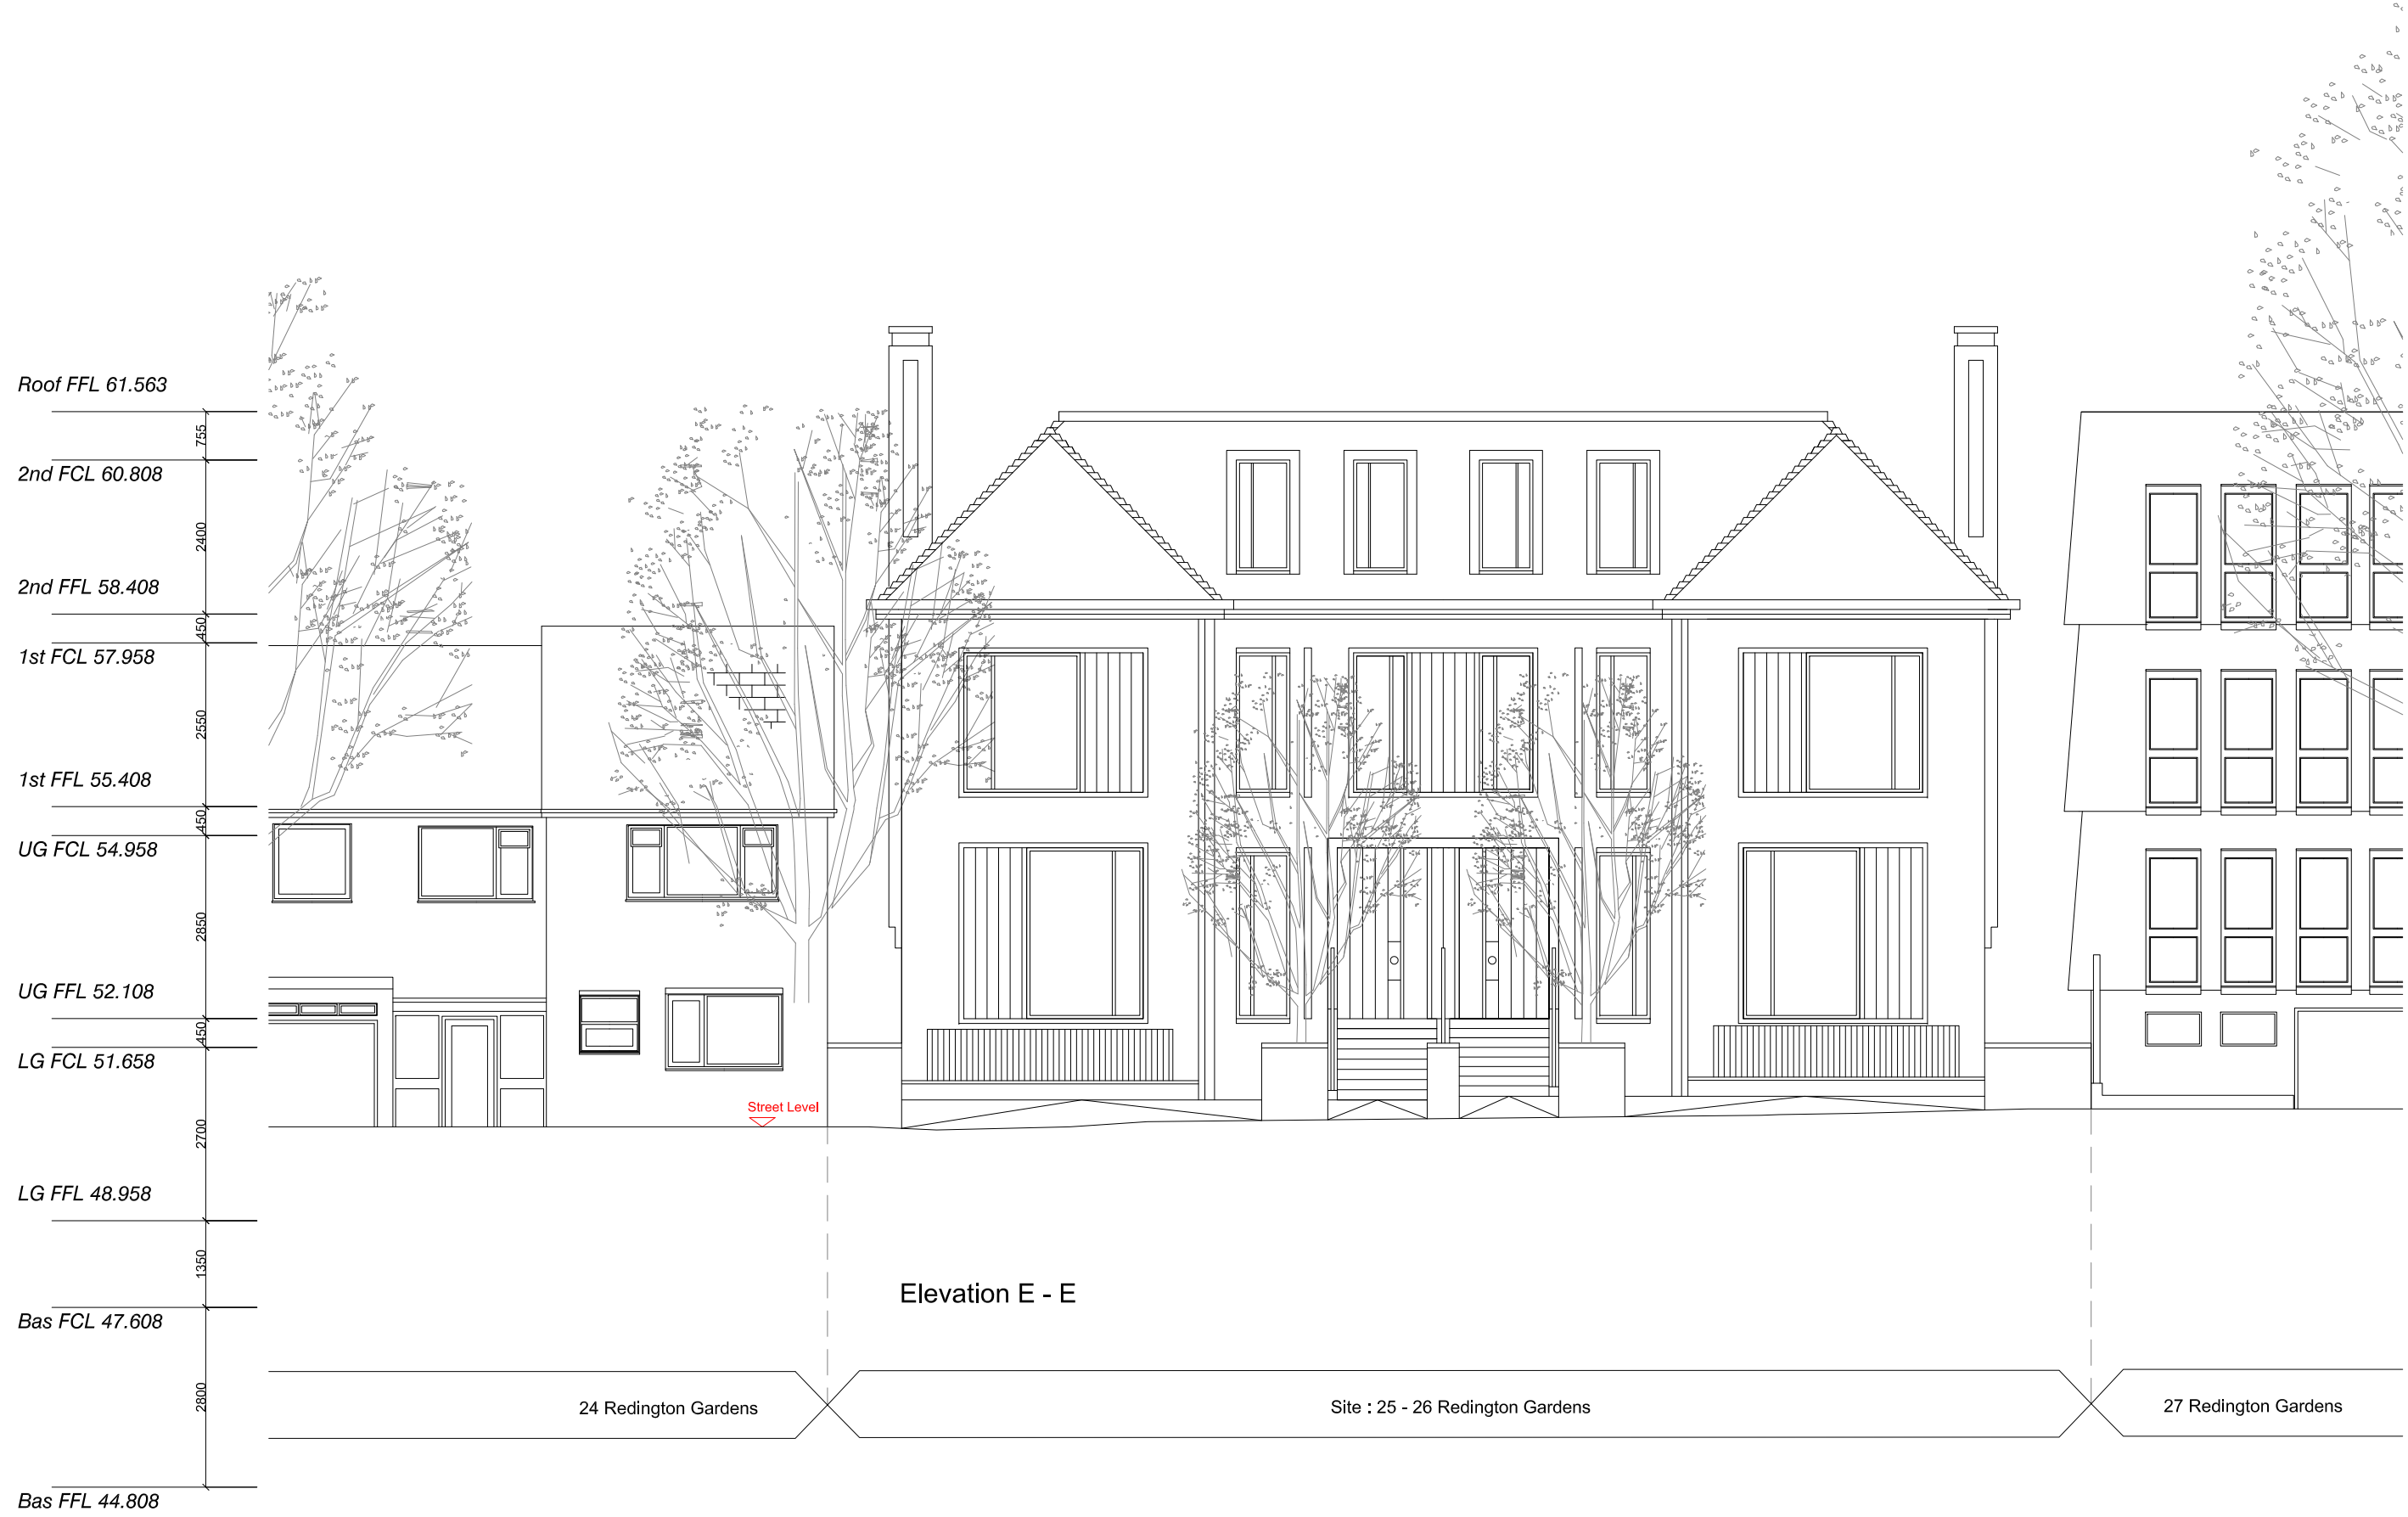 Roof FFL 61.563
755
2nd FCL 60.808
2400
2nd FFL 58.408
450
1st FCL 57.958
2550
1st FFL 55.408
450
UG FCL 54.958
2850
UG FFL 52.108
450
LG FCL 51.658
Street Level
2700
LG FFL 48.958
1350
Elevation E - E
Bas FCL 47.608
2800
24 Redington Gardens
Site : 25 - 26 Redington Gardens
27 Redington Gardens
Bas FFL 44.808